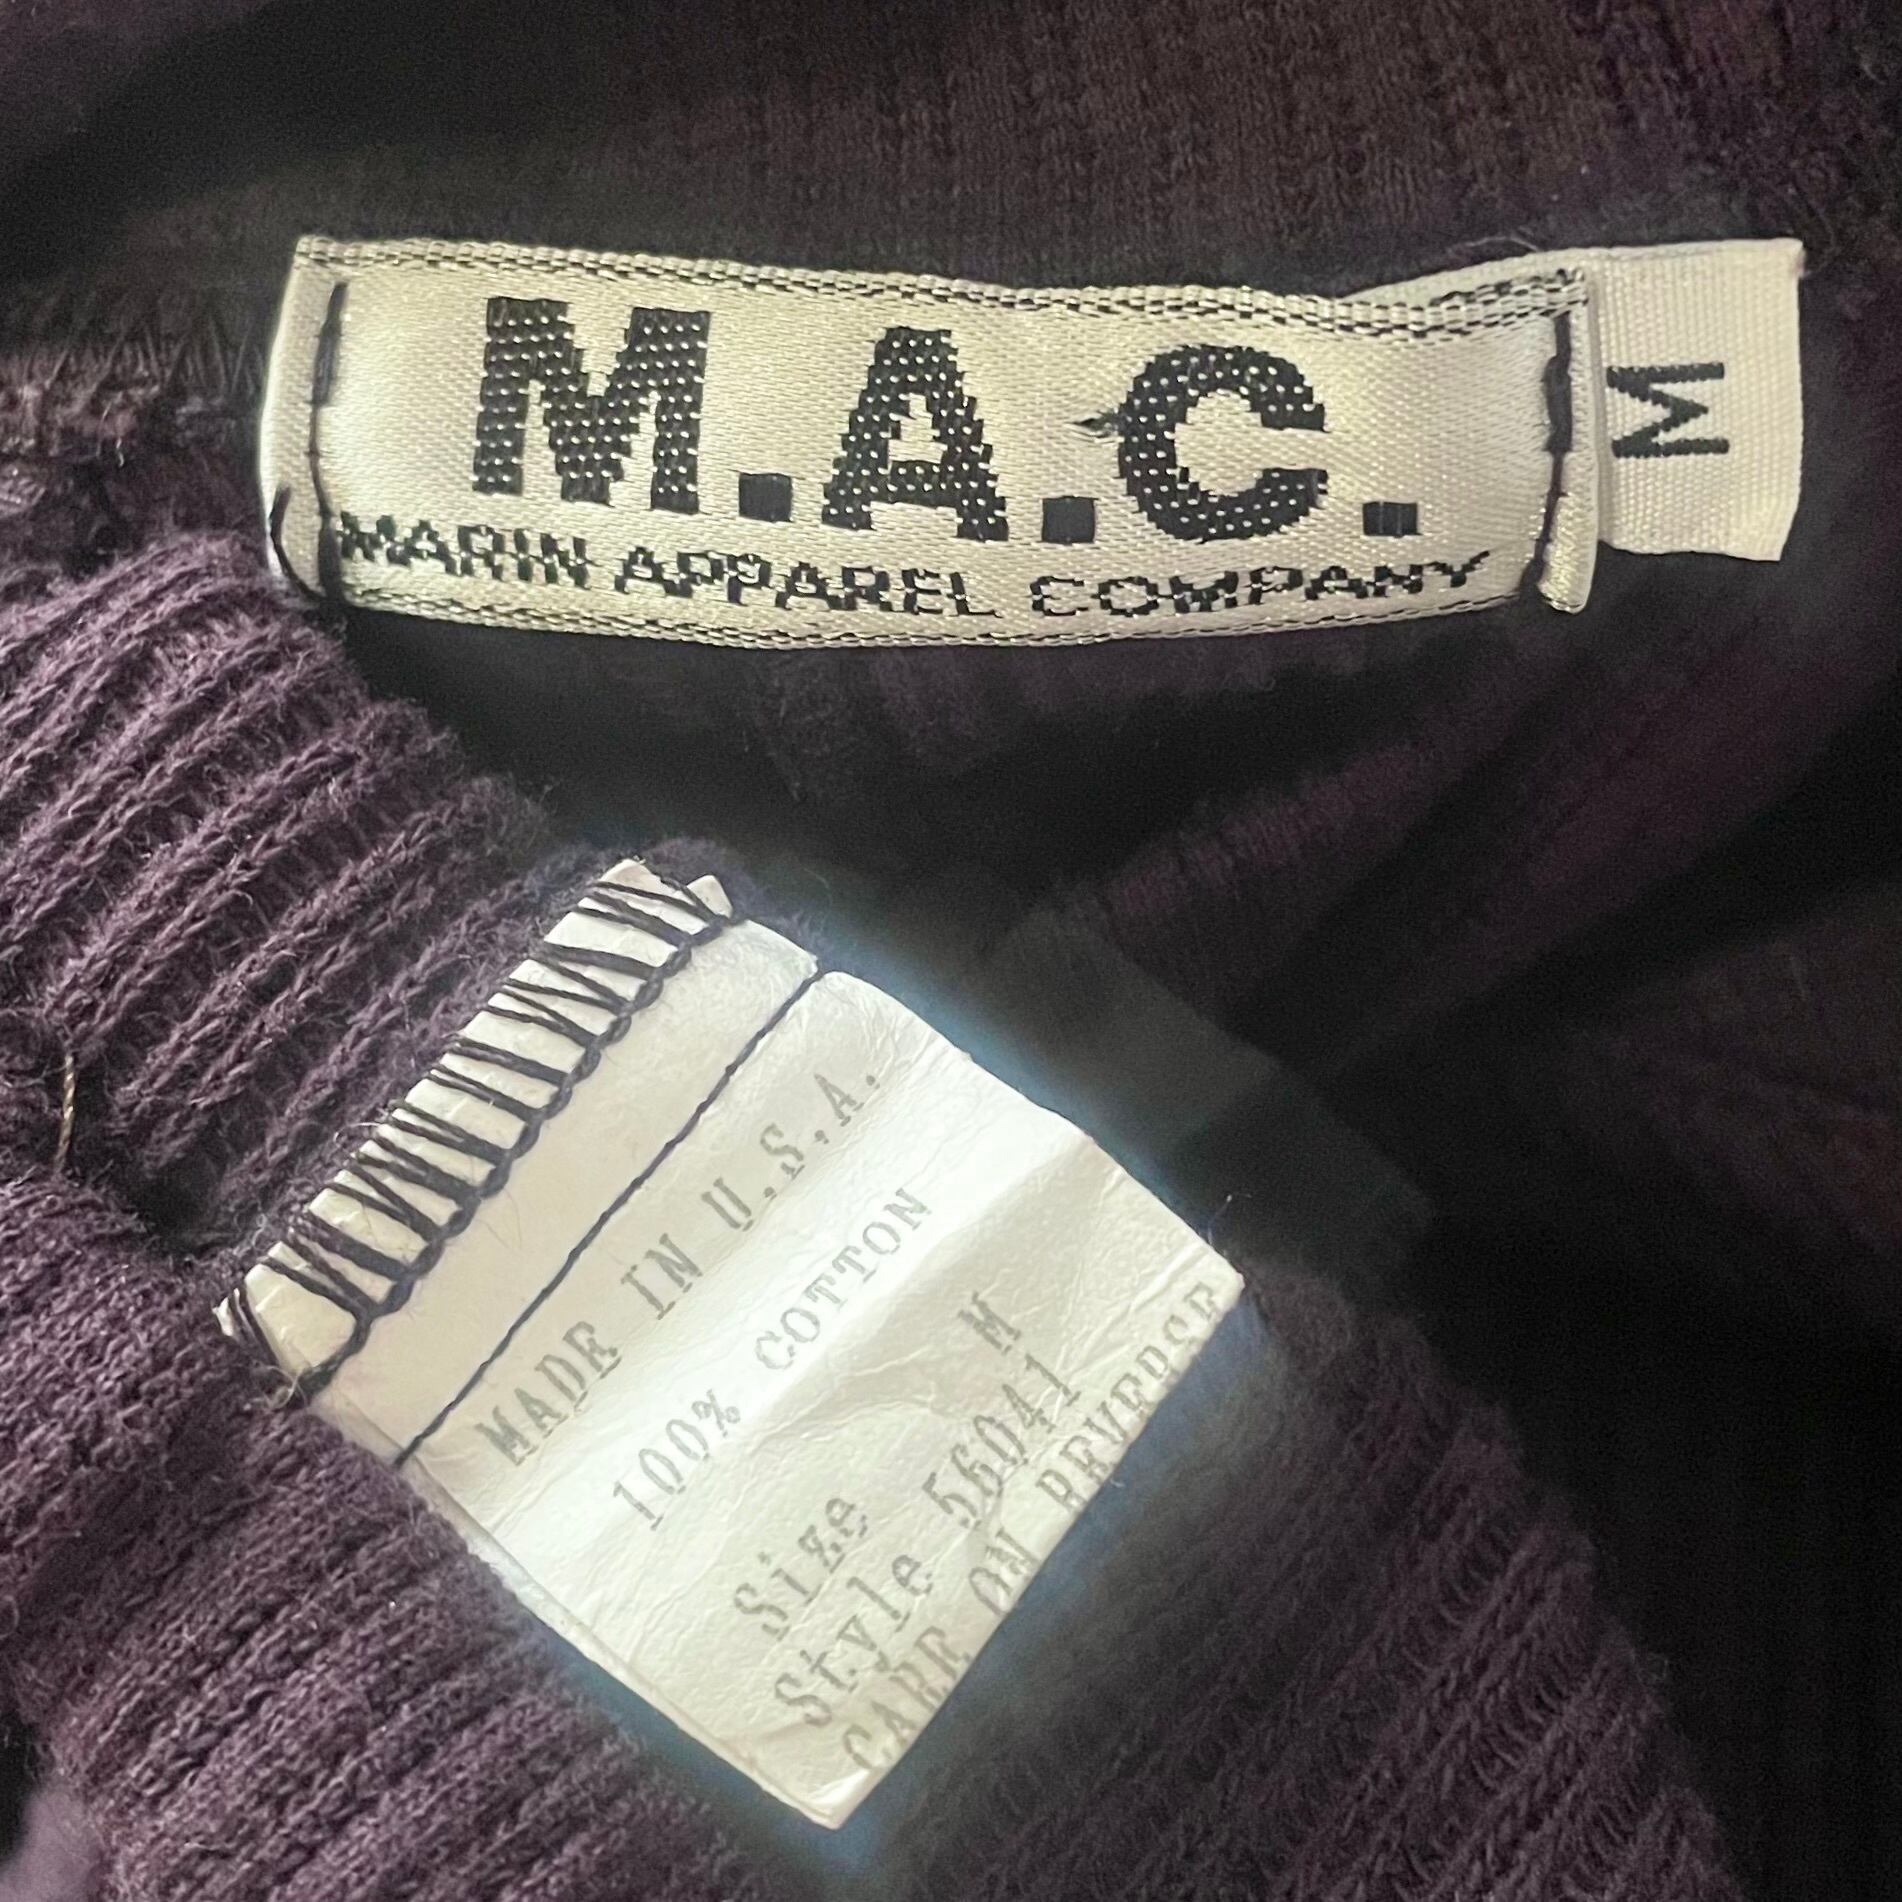 M.A.C.
MARIN APPAREL COMPANY
M
MADE IN U.S.A.
100% COTTON
Size M
Style 56041
CARE ON REVERSE